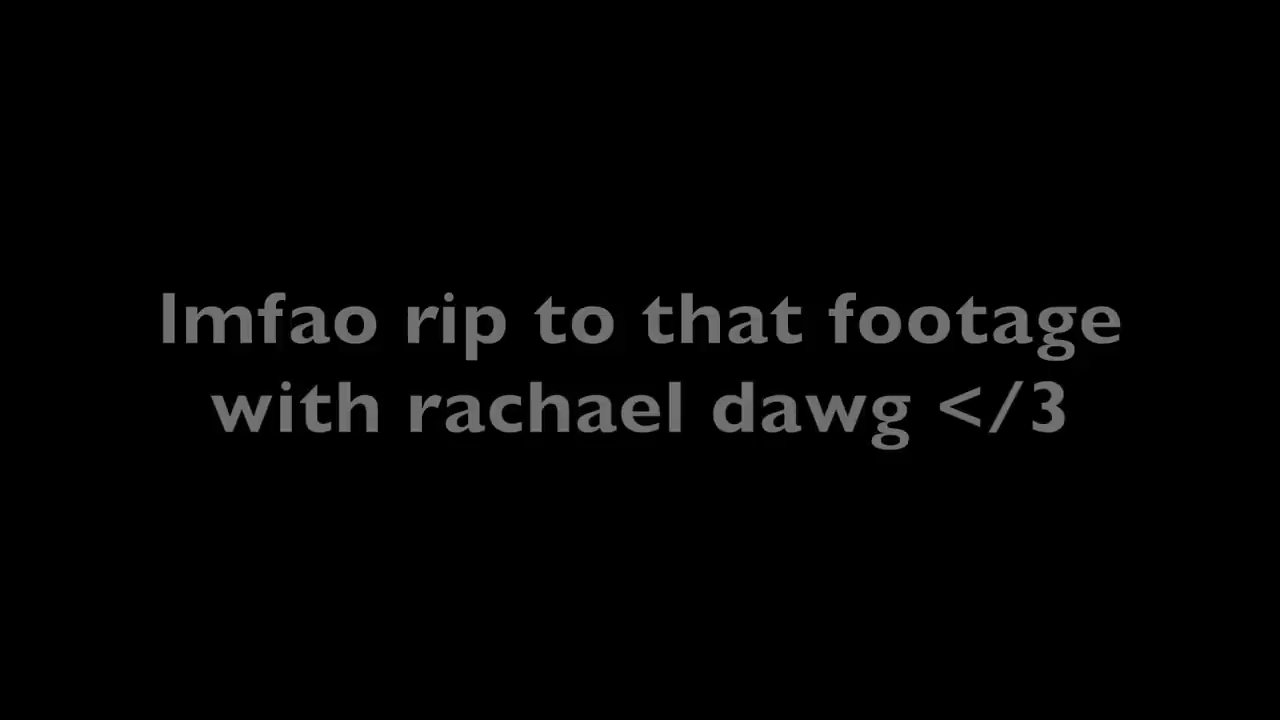 lmfao rip to that footage
with rachael dawg </3